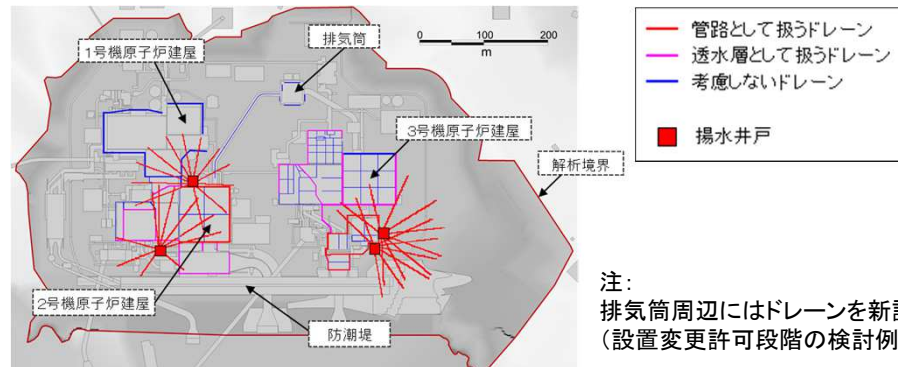 1号機原子炉建屋
排気筒
0 100 200
m
3号機原子炉建屋
解析境界
2号機原子炉建屋
防潮堤
管路として扱うドレーン
透水層として扱うドレーン
考慮しないドレーン
揚水井戸
注:
排気筒周辺にはドレーンを新
(設置変更許可段階の検討例